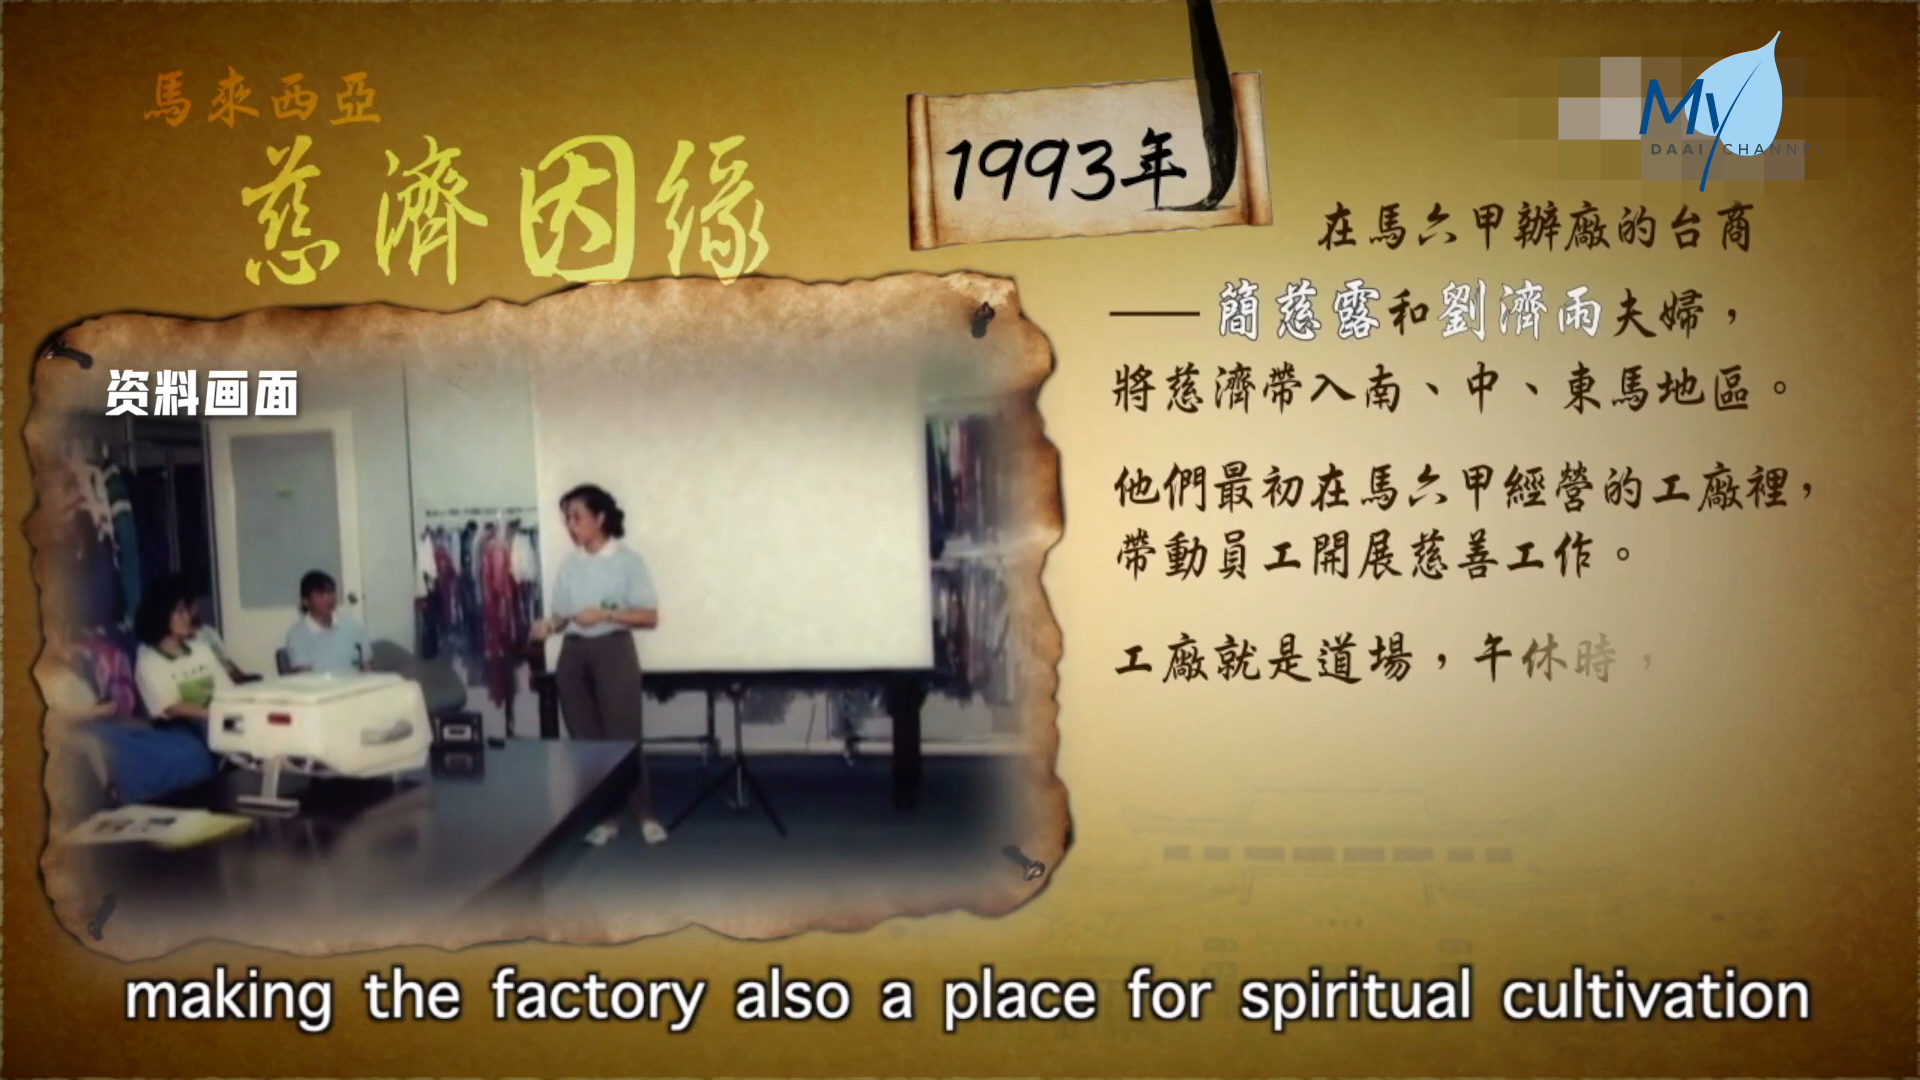 馬來西亞
慈濟因緣
1993年
My
DAAI CHANNEL
在馬六甲辦廠的台商
——簡慈露和劉濟雨夫婦，
將慈濟帶入南、中、東馬地區。
他們最初在馬六甲經營的工廠裡，
帶動員工開展慈善工作。
工廠就是道場，午休時，
资料画面
making the factory also a place for spiritual cultivation